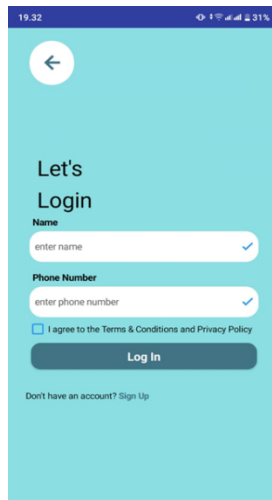 19.32
31%
Let's
Login
Name
enter name
Phone Number
enter phone number
I agree to the Terms & Conditions and Privacy Policy
Log In
Don't have an account? Sign Up